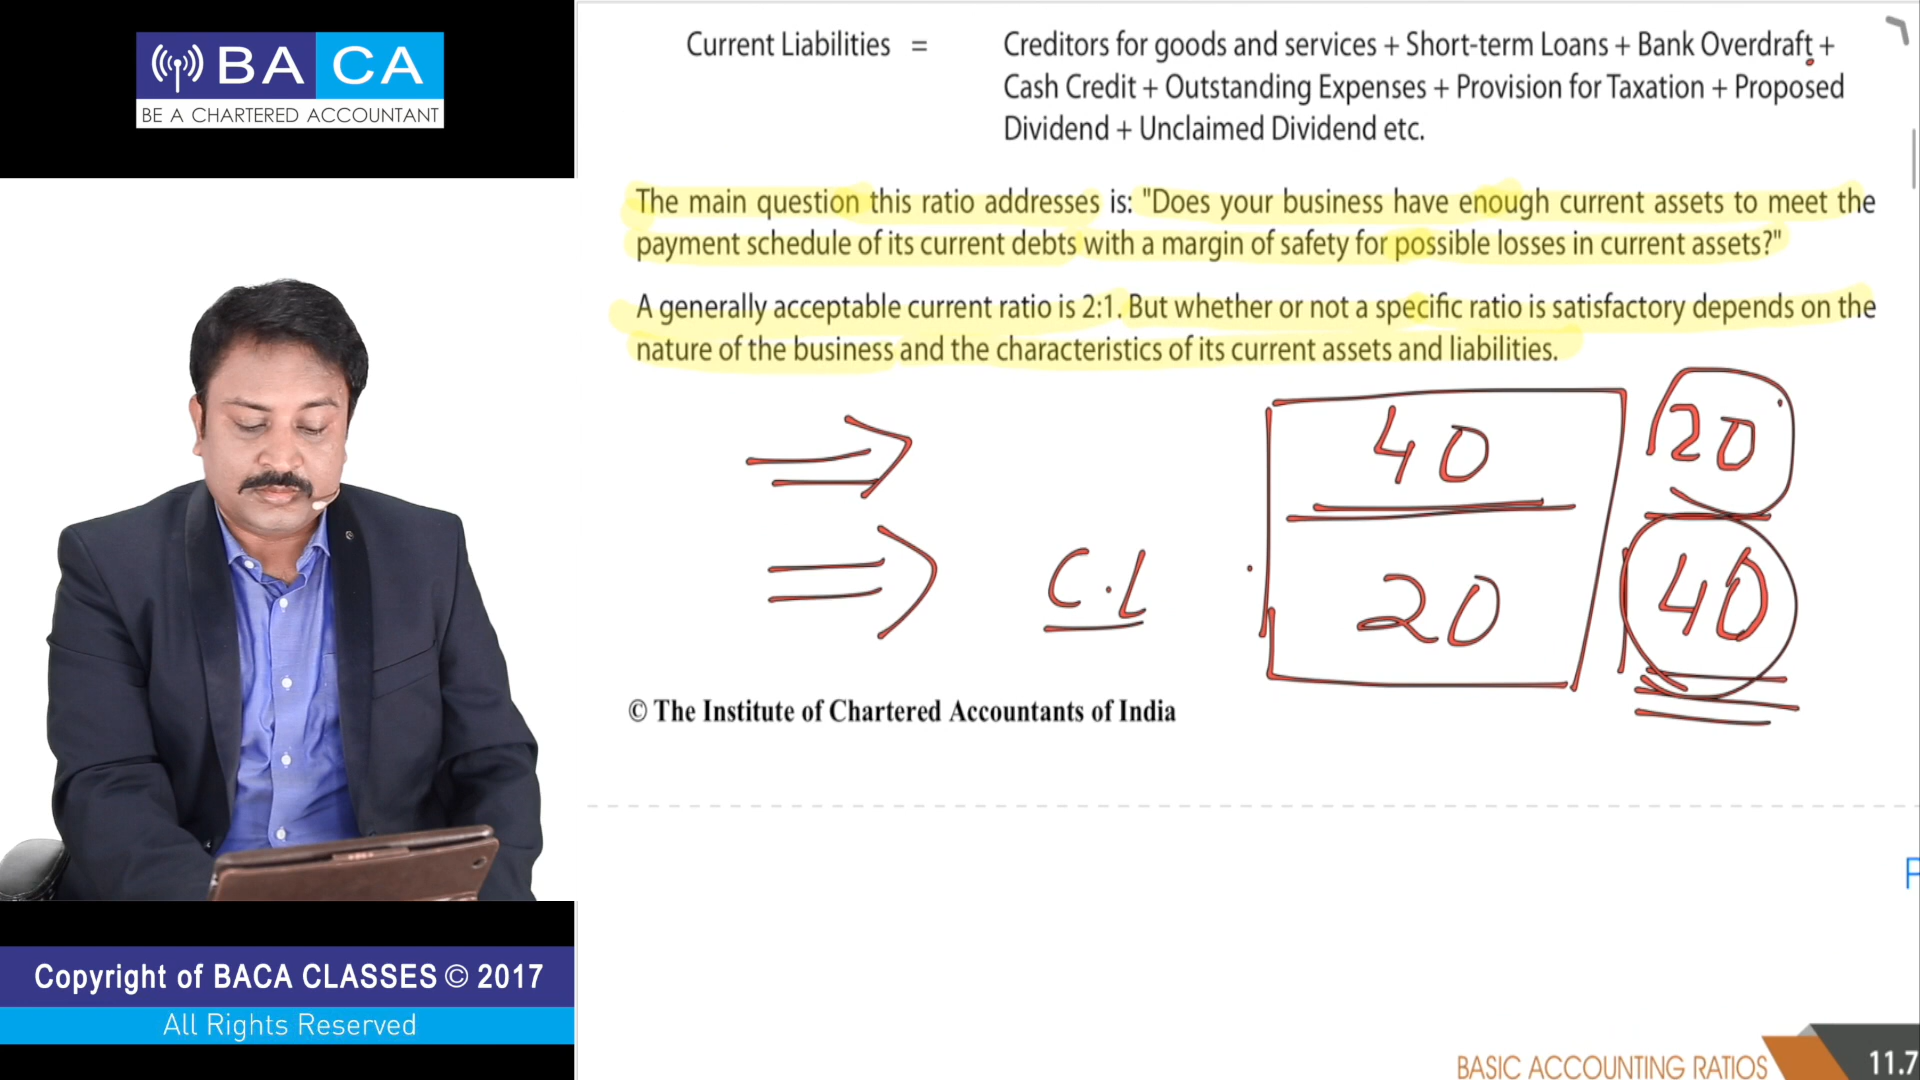 BA CA
BE A CHARTERED ACCOUNTANT
Current Liabilities = Creditors for goods and services + Short-term Loans + Bank Overdraft +
Cash Credit + Outstanding Expenses + Provision for Taxation + Proposed
Dividend + Unclaimed Dividend etc.
The main question this ratio addresses is: "Does your business have enough current assets to meet the
payment schedule of its current debts with a margin of safety for possible losses in current assets?"
A generally acceptable current ratio is 2:1. But whether or not a specific ratio is satisfactory depends on the
nature of the business and the characteristics of its current assets and liabilities.
40 20
C.L 20 40
© The Institute of Chartered Accountants of India
Copyright of BACA CLASSES © 2017
All Rights Reserved
BASIC ACCOUNTING RATIOS 11.7